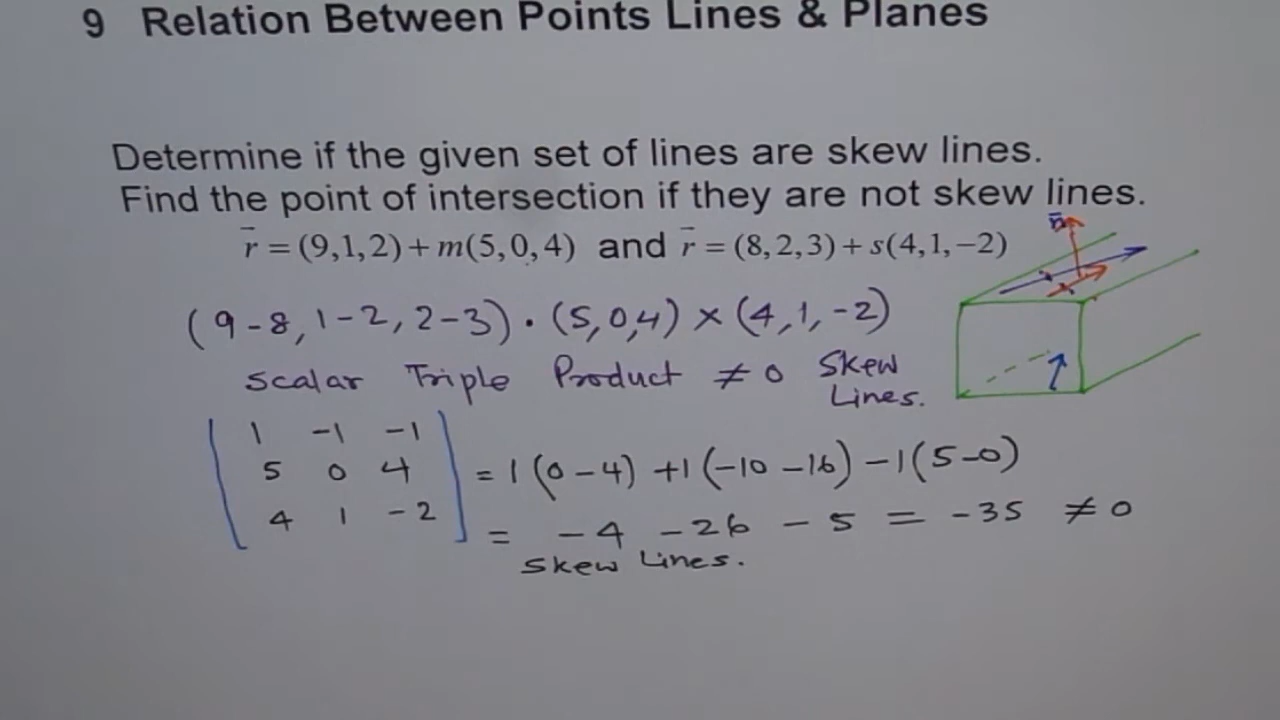 9 Relation Between Points Lines & Planes
Determine if the given set of lines are skew lines.
Find the point of intersection if they are not skew lines.
r̄ = (9,1,2)+m(5,0,4) and r̄ = (8,2,3)+s(4,1,−2)
n̄
(9-8, 1-2, 2-3) · (5,0,4) × (4,1,-2)
Scalar Triple Product ≠ 0 Skew Lines.
1 -1 -1
5 0 4 = 1(0-4) +1(-10-16) -1(5-0)
4 1 -2 = -4 -26 -5 = -35 ≠ 0
Skew Lines.